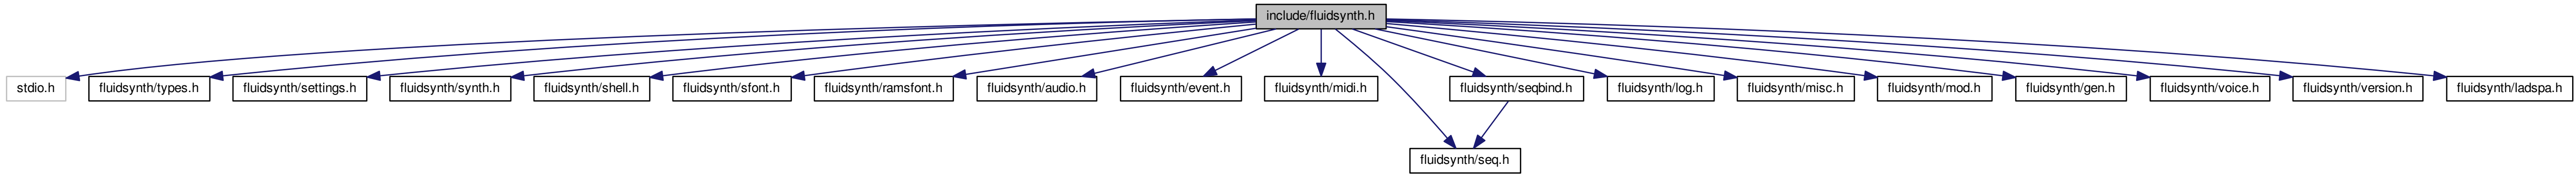 include/fluidsynth.h
stdio.h
fluidsynth/types.h
fluidsynth/settings.h
fluidsynth/synth.h
fluidsynth/shell.h
fluidsynth/sfont.h
fluidsynth/ramsfont.h
fluidsynth/audio.h
fluidsynth/event.h
fluidsynth/midi.h
fluidsynth/seqbind.h
fluidsynth/log.h
fluidsynth/misc.h
fluidsynth/mod.h
fluidsynth/gen.h
fluidsynth/voice.h
fluidsynth/version.h
fluidsynth/ladspa.h
fluidsynth/seq.h